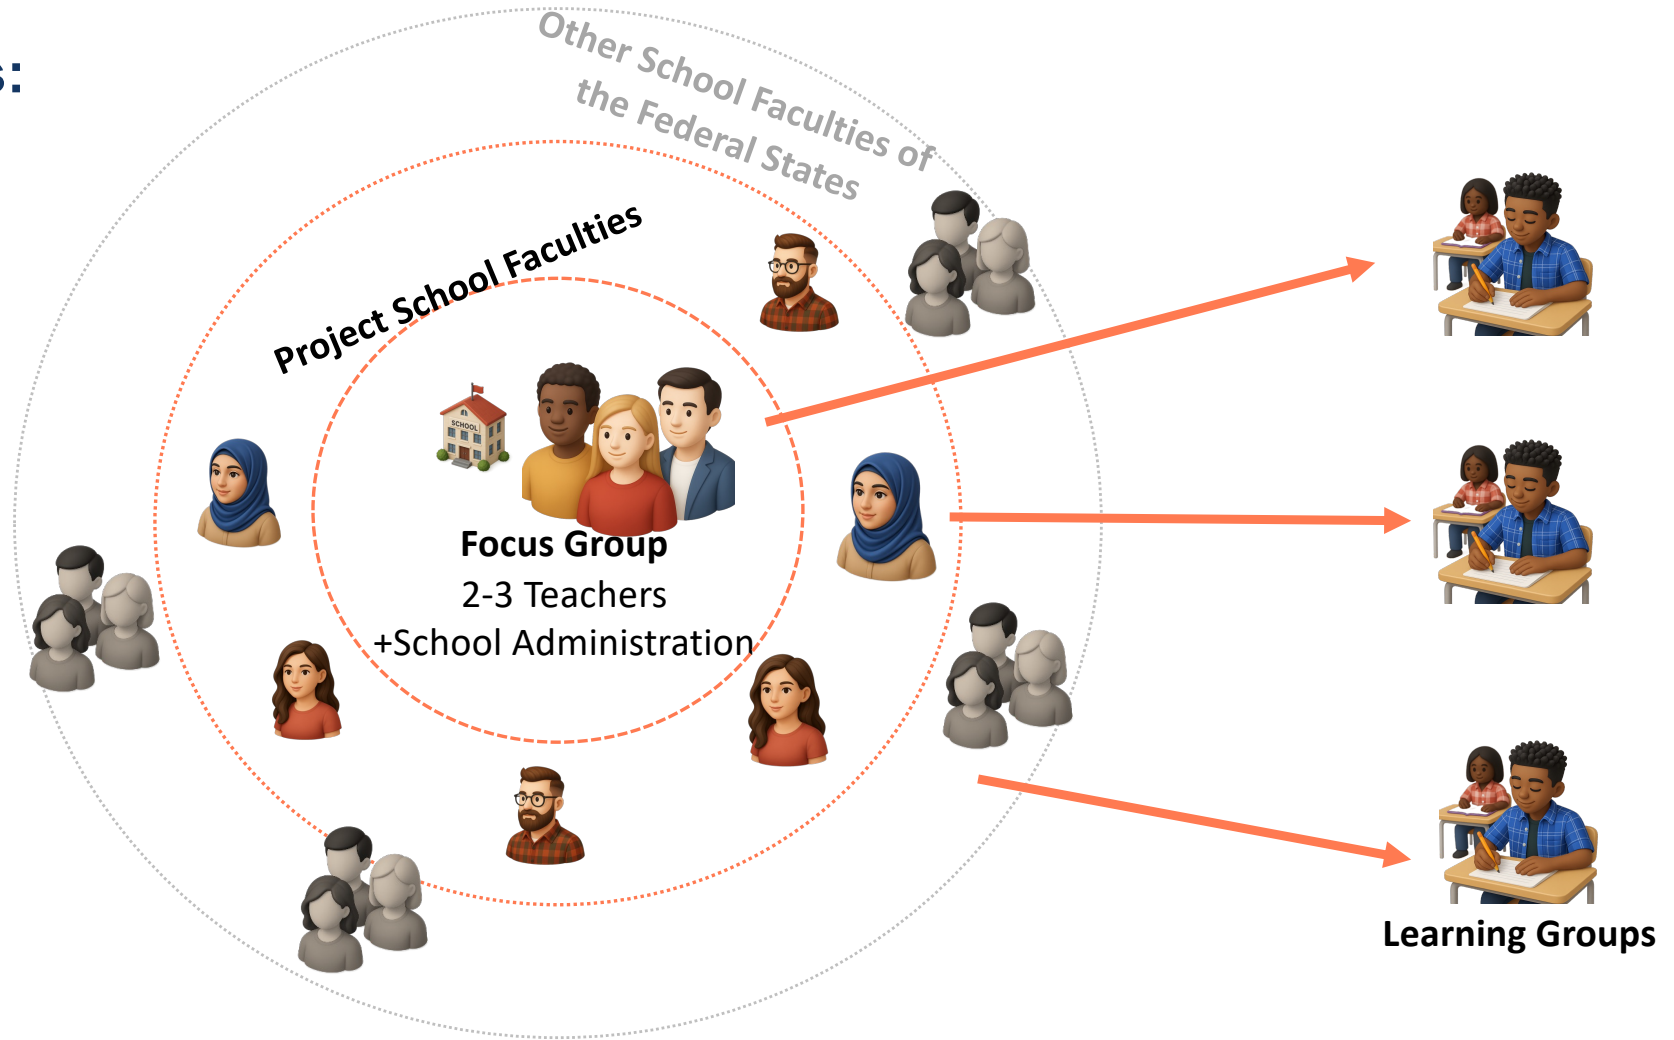 s:
Other School Faculties of
the Federal States
Project School Faculties
SCHOOL
Focus Group
2-3 Teachers
+School Administration
Learning Groups